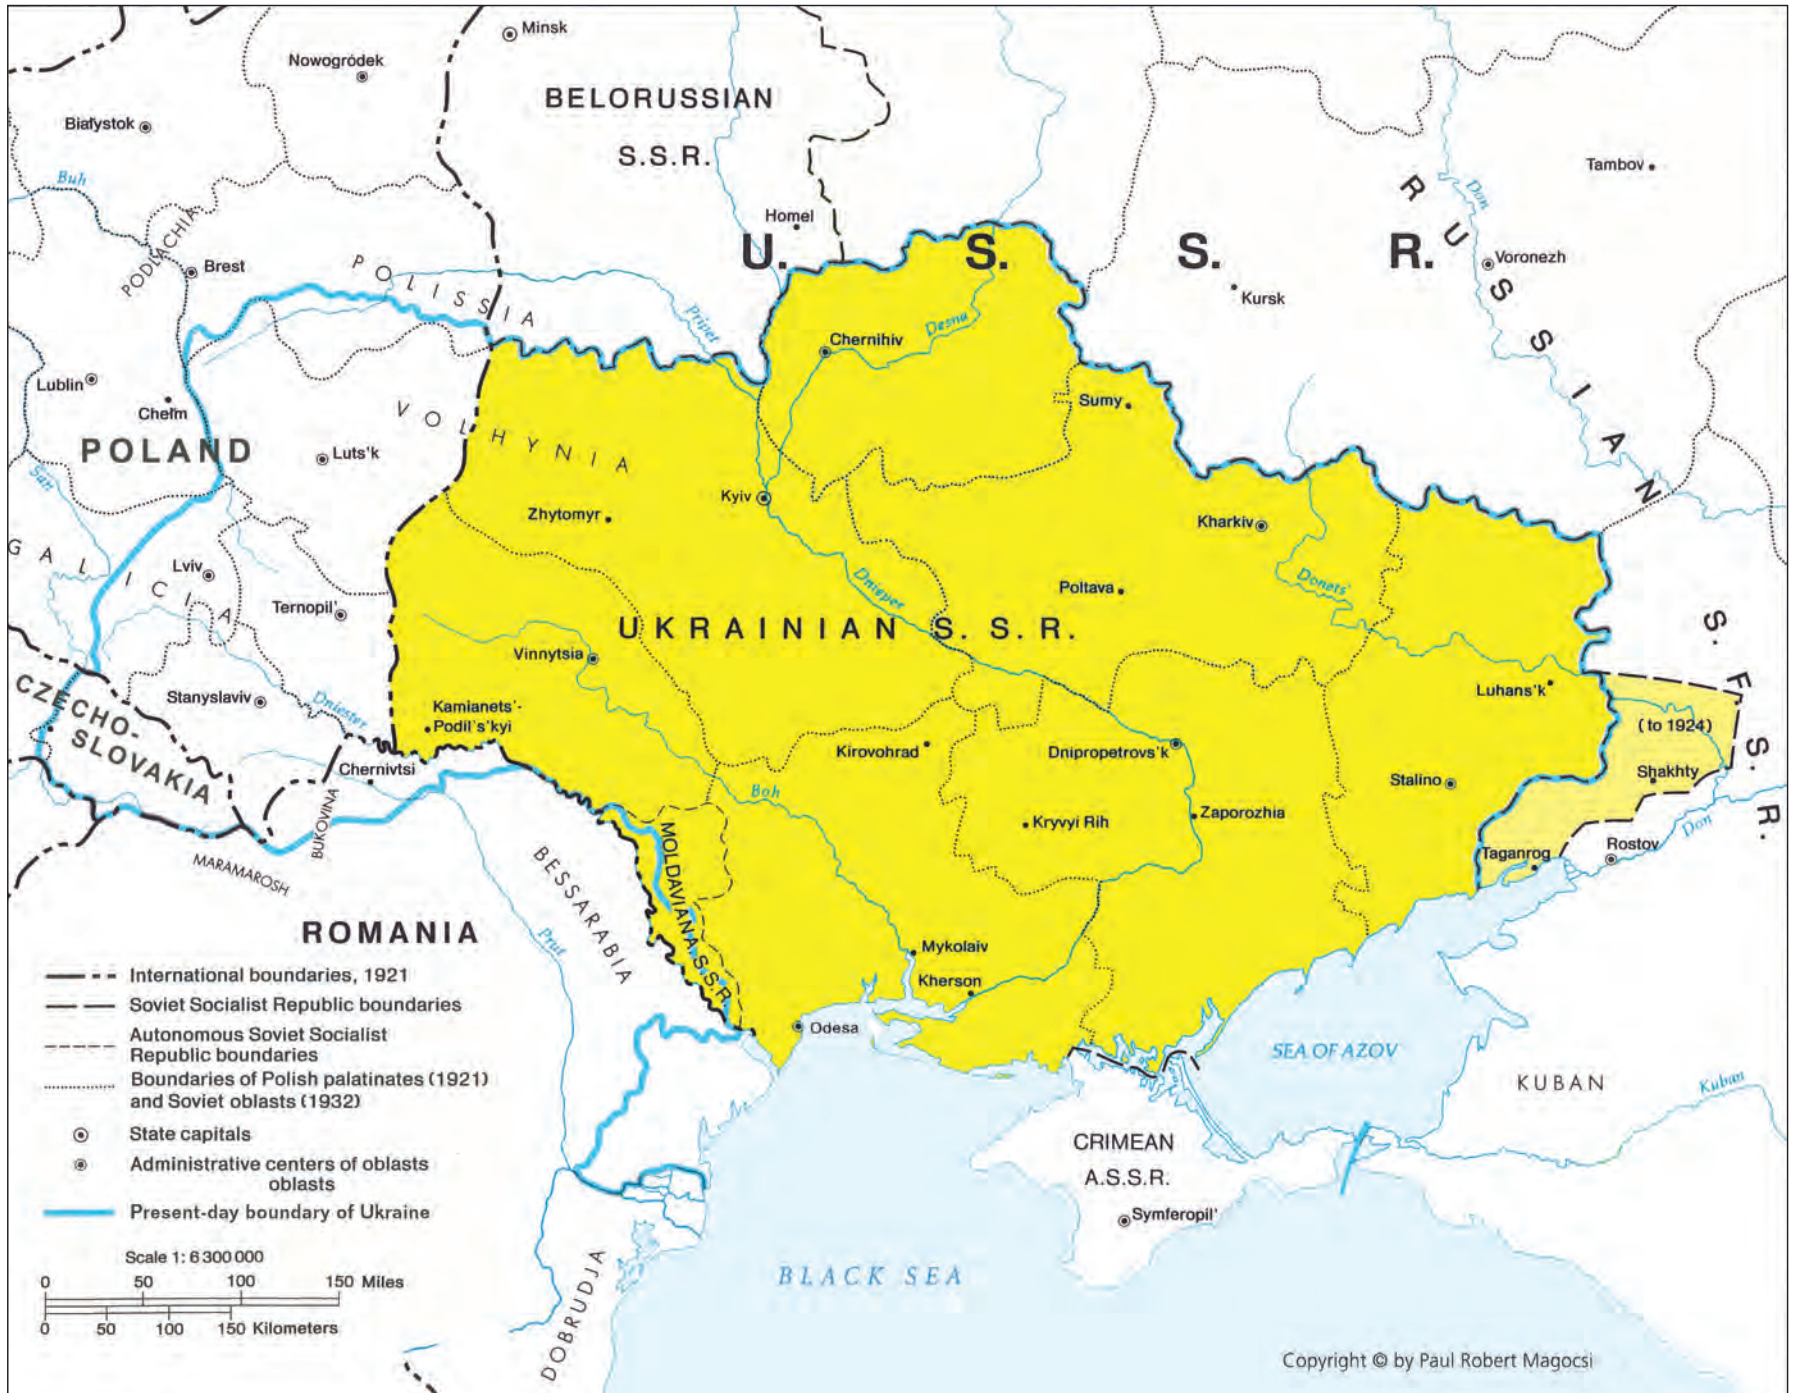 Minsk
Nowogródek
BELORUSSIAN
S.S.R.
Białystok
Tambov
Buh
RUSSIAN
Don
Homel
U. S. S. R.
PODLACHIA
Brest
POLISSIA
Voronezh
Kursk
Pripet
Desna
Chernihiv
Lublin
Chełm
Sumy
VOLHYNIA
POLAND
Luts'k
San
Kyiv
Zhytomyr
Kharkiv
GALICIA
Lviv
Dnieper
Donets'
Poltava
Ternopil'
UKRAINIAN S. S. R.
S. F. S. R.
Vinnytsia
CZECHO-
SLOVAKIA
Stanyslaviv
Dniester
Luhans'k
Kamianets'-
Podil's'kyi
(to 1924)
Kirovohrad
Dnipropetrovs'k
Chernivtsi
Stalino
Shakhty
Boh
BUKOVINA
Kryvyi Rih
Zaporozhia
Don
MOLDAVIAN A.S.S.R.
Rostov
Taganrog
MARAMAROSH
BESSARABIA
ROMANIA
Prut
Mykolaiv
Kherson
International boundaries, 1921
Soviet Socialist Republic boundaries
Odesa
Autonomous Soviet Socialist
Republic boundaries
SEA OF AZOV
Boundaries of Polish palatinates (1921)
and Soviet oblasts (1932)
KUBAN
Kuban
State capitals
CRIMEAN
A.S.S.R.
Administrative centers of oblasts
oblasts
Present-day boundary of Ukraine
Symferopil'
Scale 1: 6 300 000
0 50 100 150 Miles
BLACK SEA
0 50 100 150 Kilometers
DOBRUDJA
Copyright © by Paul Robert Magocsi